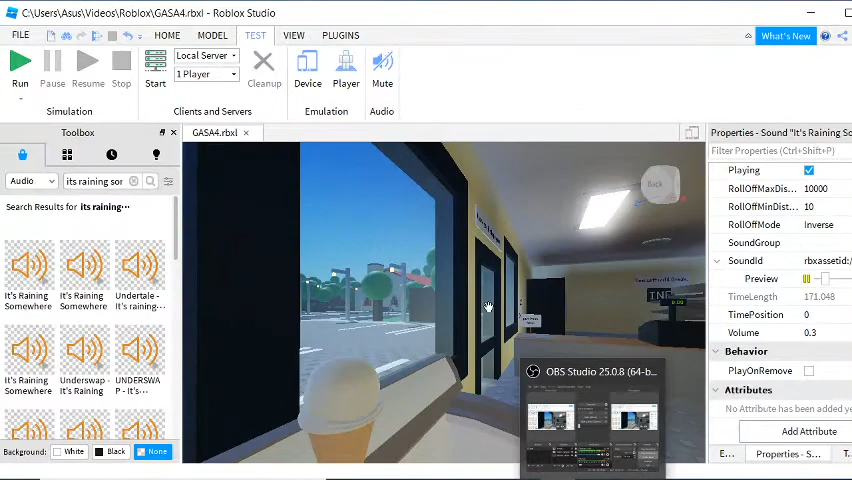 C:\Users\Asus\Videos\Roblox\GASA4.rbxl - Roblox Studio
FILE HOME MODEL TEST VIEW PLUGINS What's New
Local Server
1 Player
Run Pause Resume Stop Start Cleanup Device Player Mute
Simulation Clients and Servers Emulation Audio
Toolbox GASA4.rbxl Properties - Sound "It's Raining So
Filter Properties (Ctrl+Shift+P)
Audio its raining sor
Search Results for its raining...
It's Raining Somewhere
It's Raining Somewhere
Undertale - It's raining...
It's Raining Somewhere
Underswap - It's raining...
UNDERSWAP - It's...
Background: White Black None
Back
0.00
OBS Studio 25.0.8 (64-b...
Playing
RollOffMaxDis... 10000
RollOffMinDist... 10
RollOffMode Inverse
SoundGroup
SoundId rbxassetid:/
Preview
TimeLength 171.048
TimePosition 0
Volume 0.3
Behavior
PlayOnRemove
Attributes
No Attribute has been added ye
Add Attribute
E... Properties - S... T...